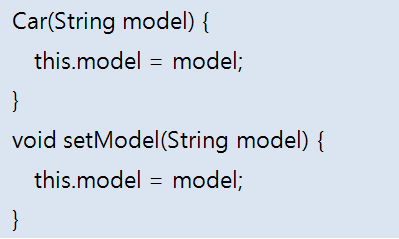 Car(String model) {
this.model = model;
}
void setModel(String model) {
this.model = model;
}